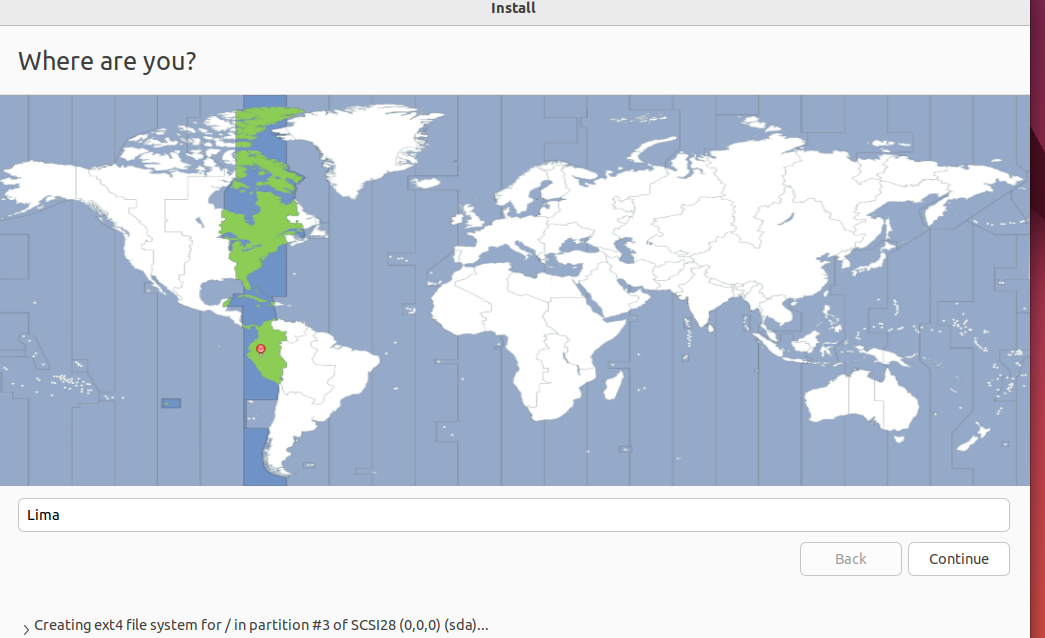 Install
Where are you?
Lima
Back
Continue
Creating ext4 file system for / in partition #3 of SCSI28 (0,0,0) (sda)...